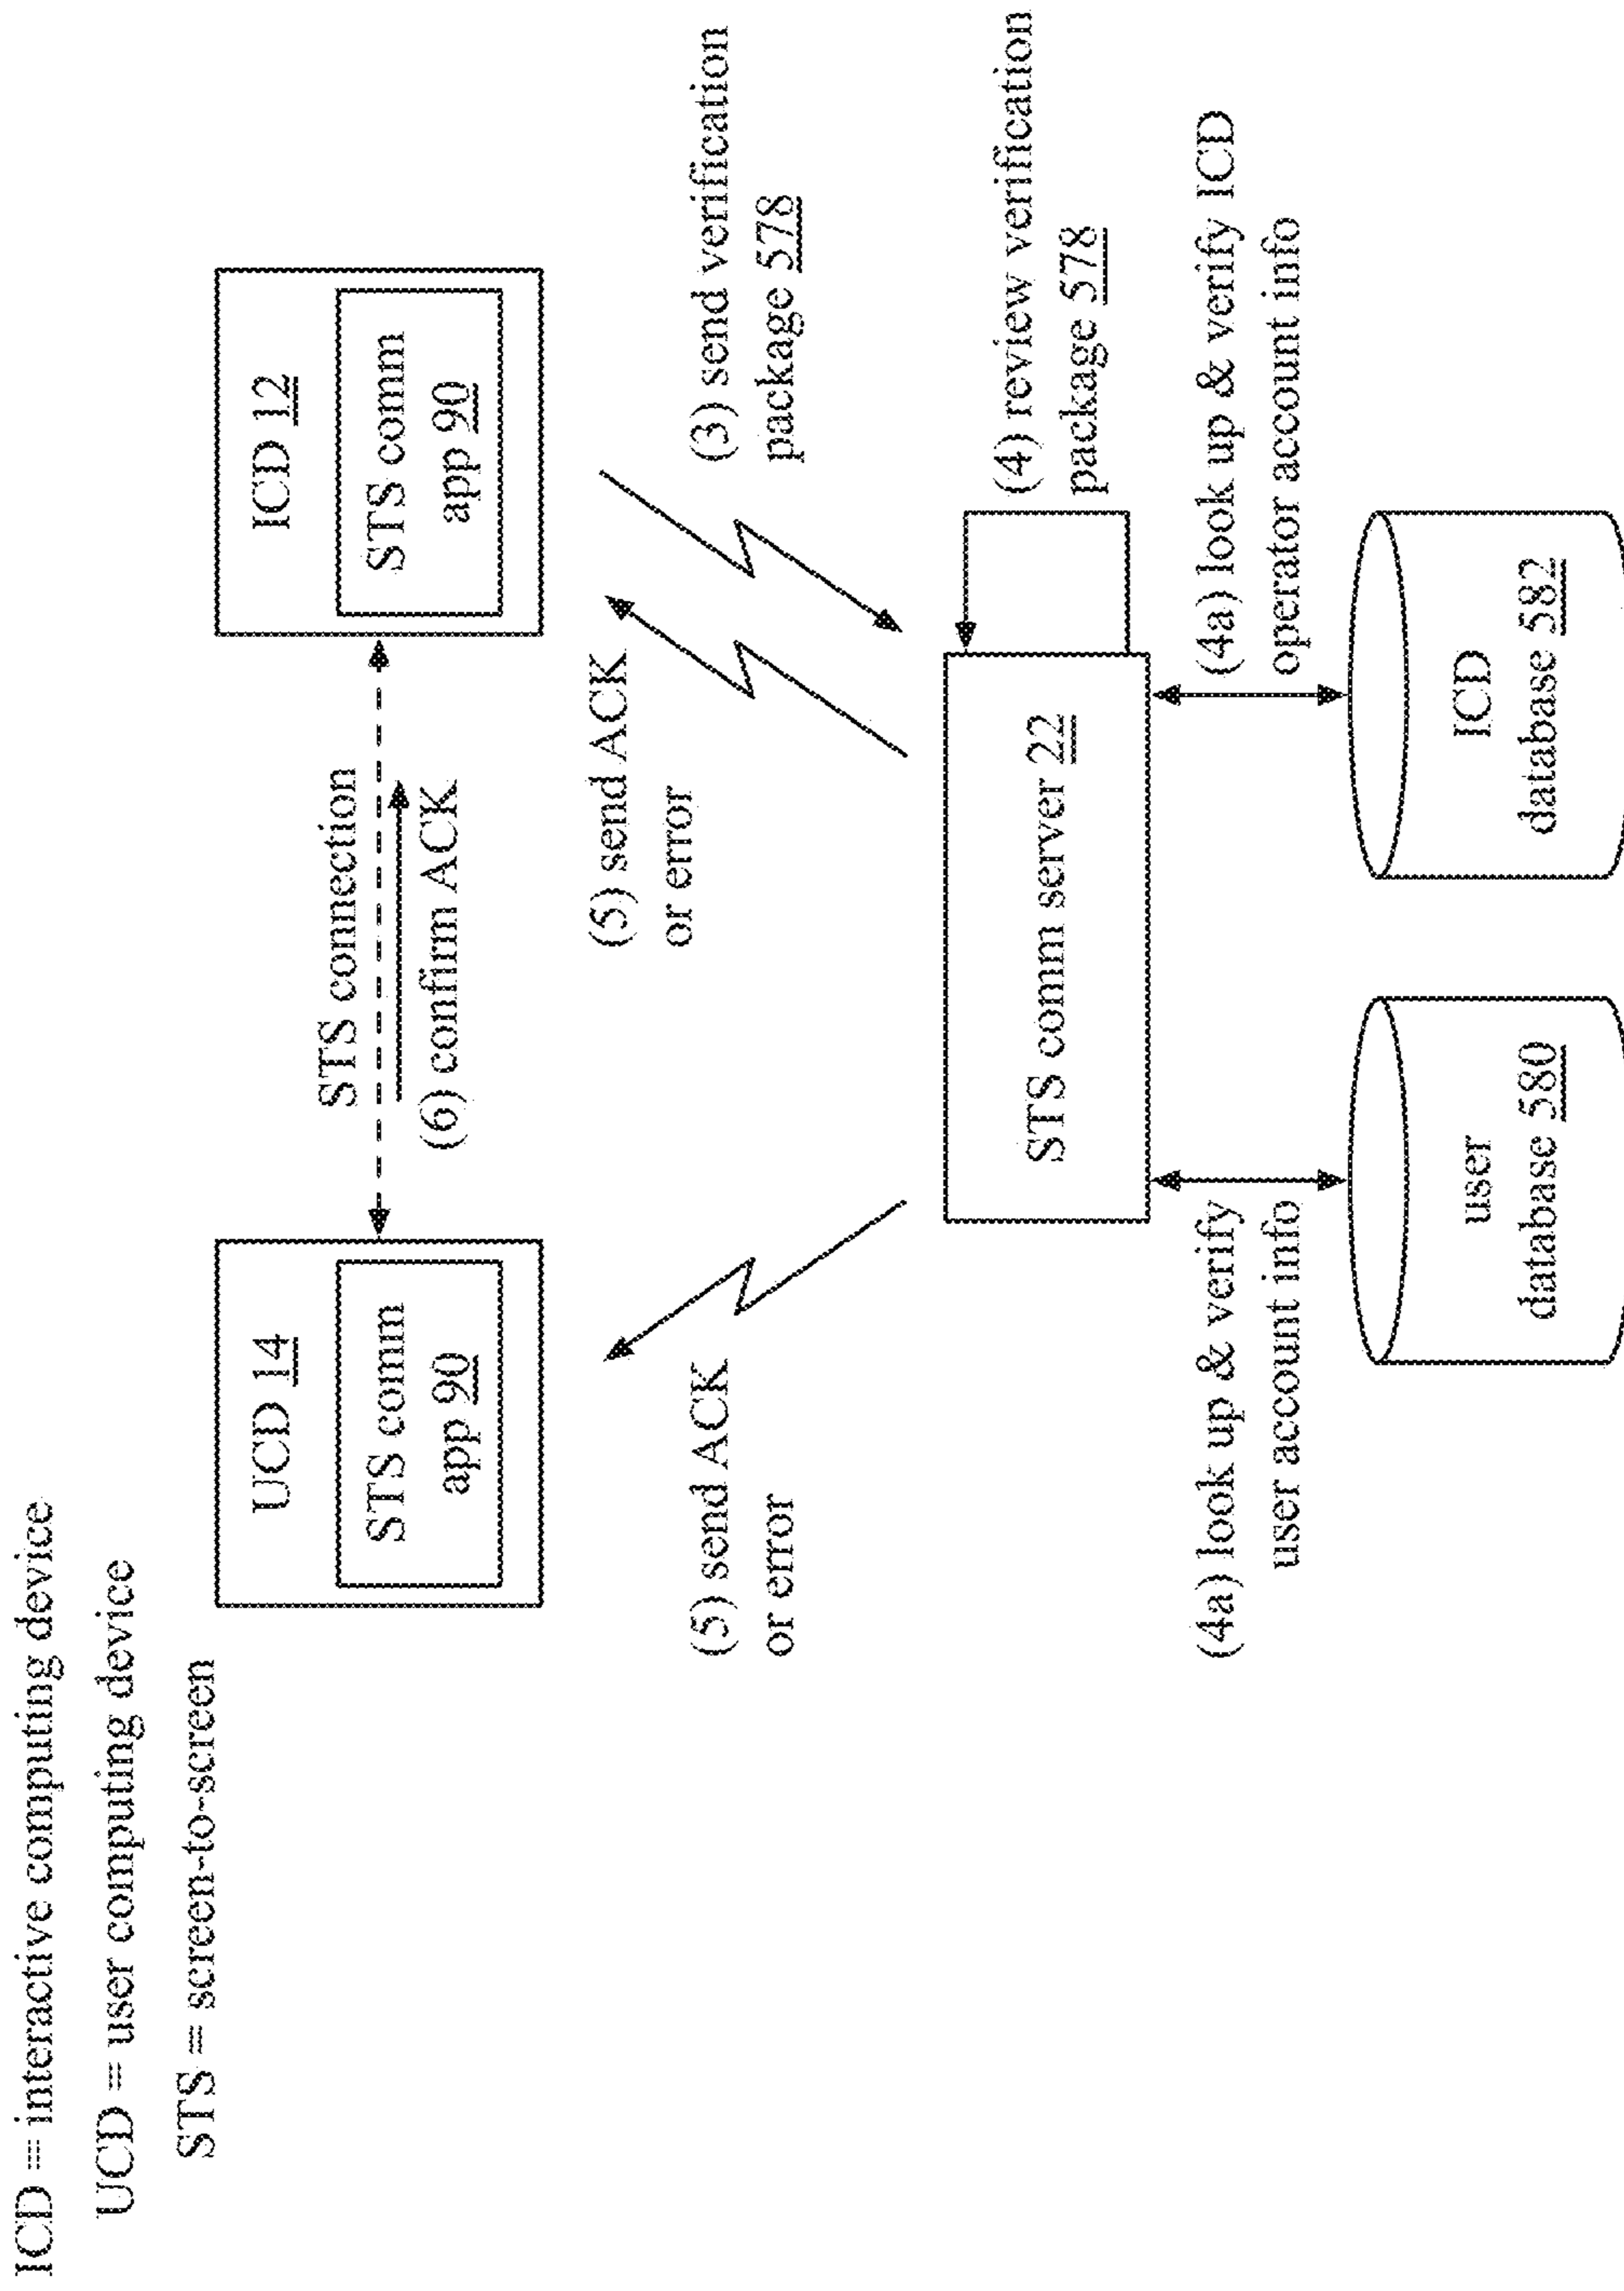 ICD = interactive computing device
UCD = user computing device
STS = screen-to-screen
UCD 14
STS comm
app 90
STS connection
(6) confirm ACK
ICD 12
STS comm
app 90
(5) send ACK
or error
(5) send ACK
or error
(3) send verification
package 578
STS comm server 22
(4) review verification
package 578
(4a) look up & verify
user account info
(4a) look up & verify ICD
operator account info
user
database 580
ICD
database 582